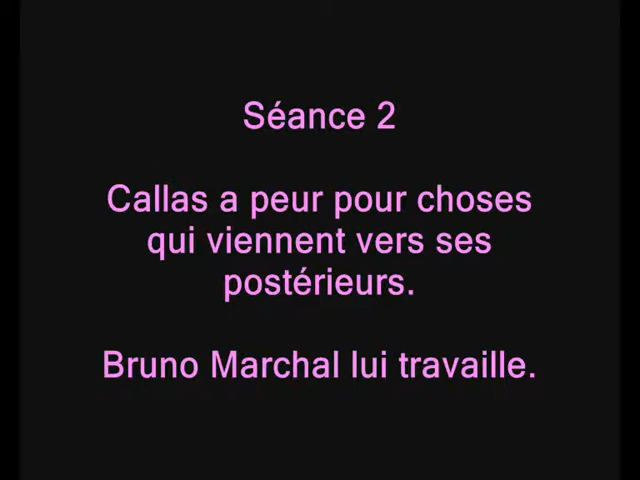 Séance 2
Callas a peur pour choses
qui viennent vers ses
postérieurs.
Bruno Marchal lui travaille.